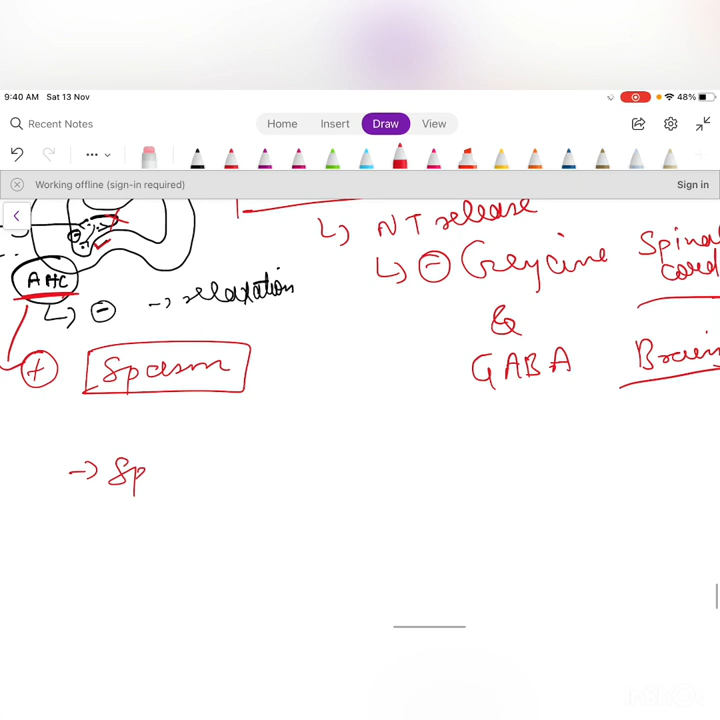 9:40 AM Sat 13 Nov
48%
Recent Notes
Home Insert Draw View
Working offline (sign-in required)
Sign in
NT release
Glycine
Spinal
cord
AHC
relaxation
&
GABA
Brain
+ Spasm
→ Sp